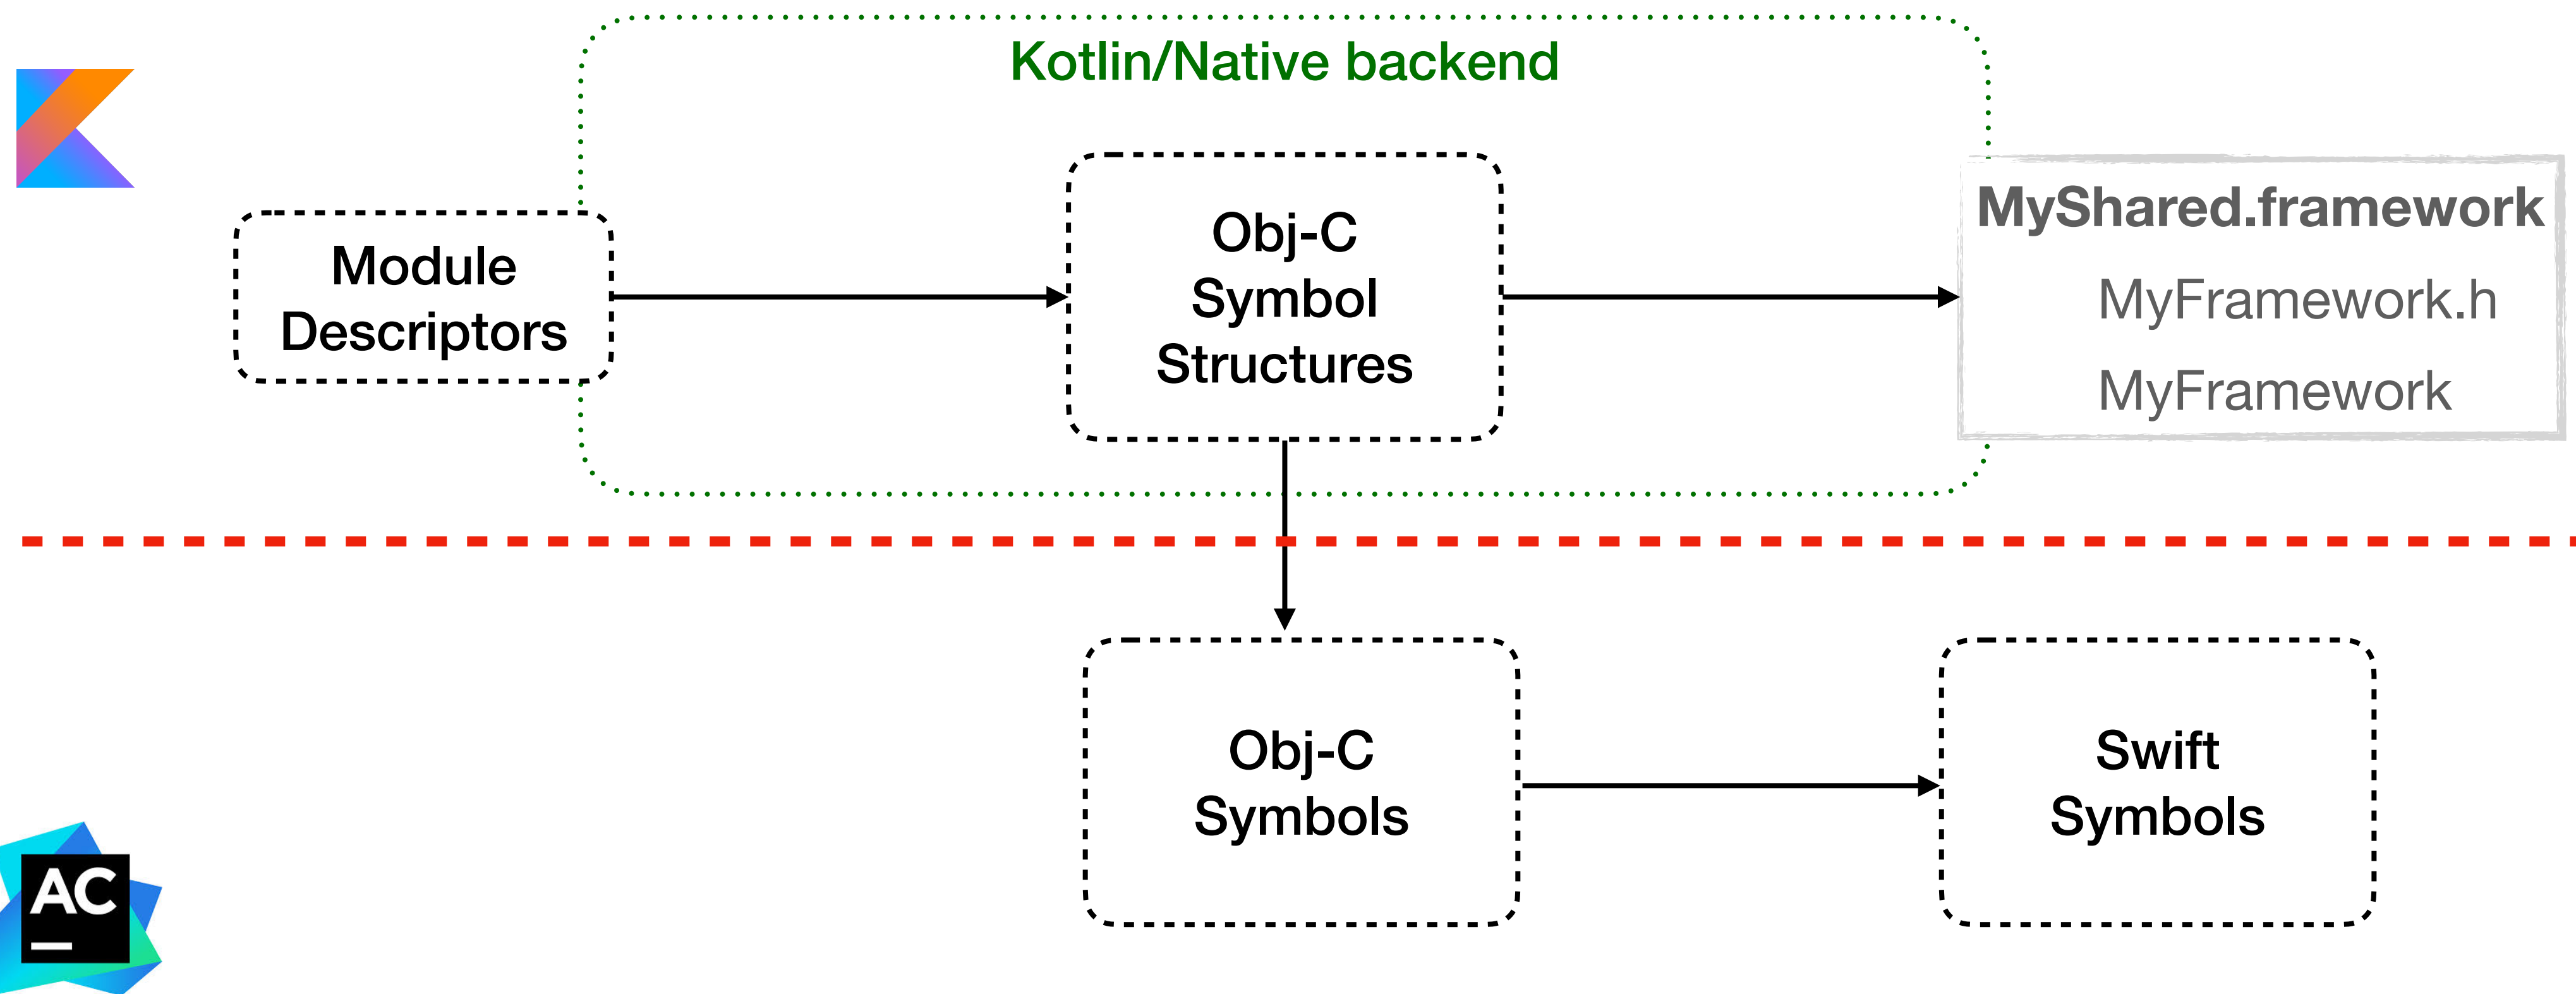 Kotlin/Native backend
Module
Descriptors
Obj-C
Symbol
Structures
MyShared.framework
MyFramework.h
MyFramework
Obj-C
Symbols
Swift
Symbols
AC